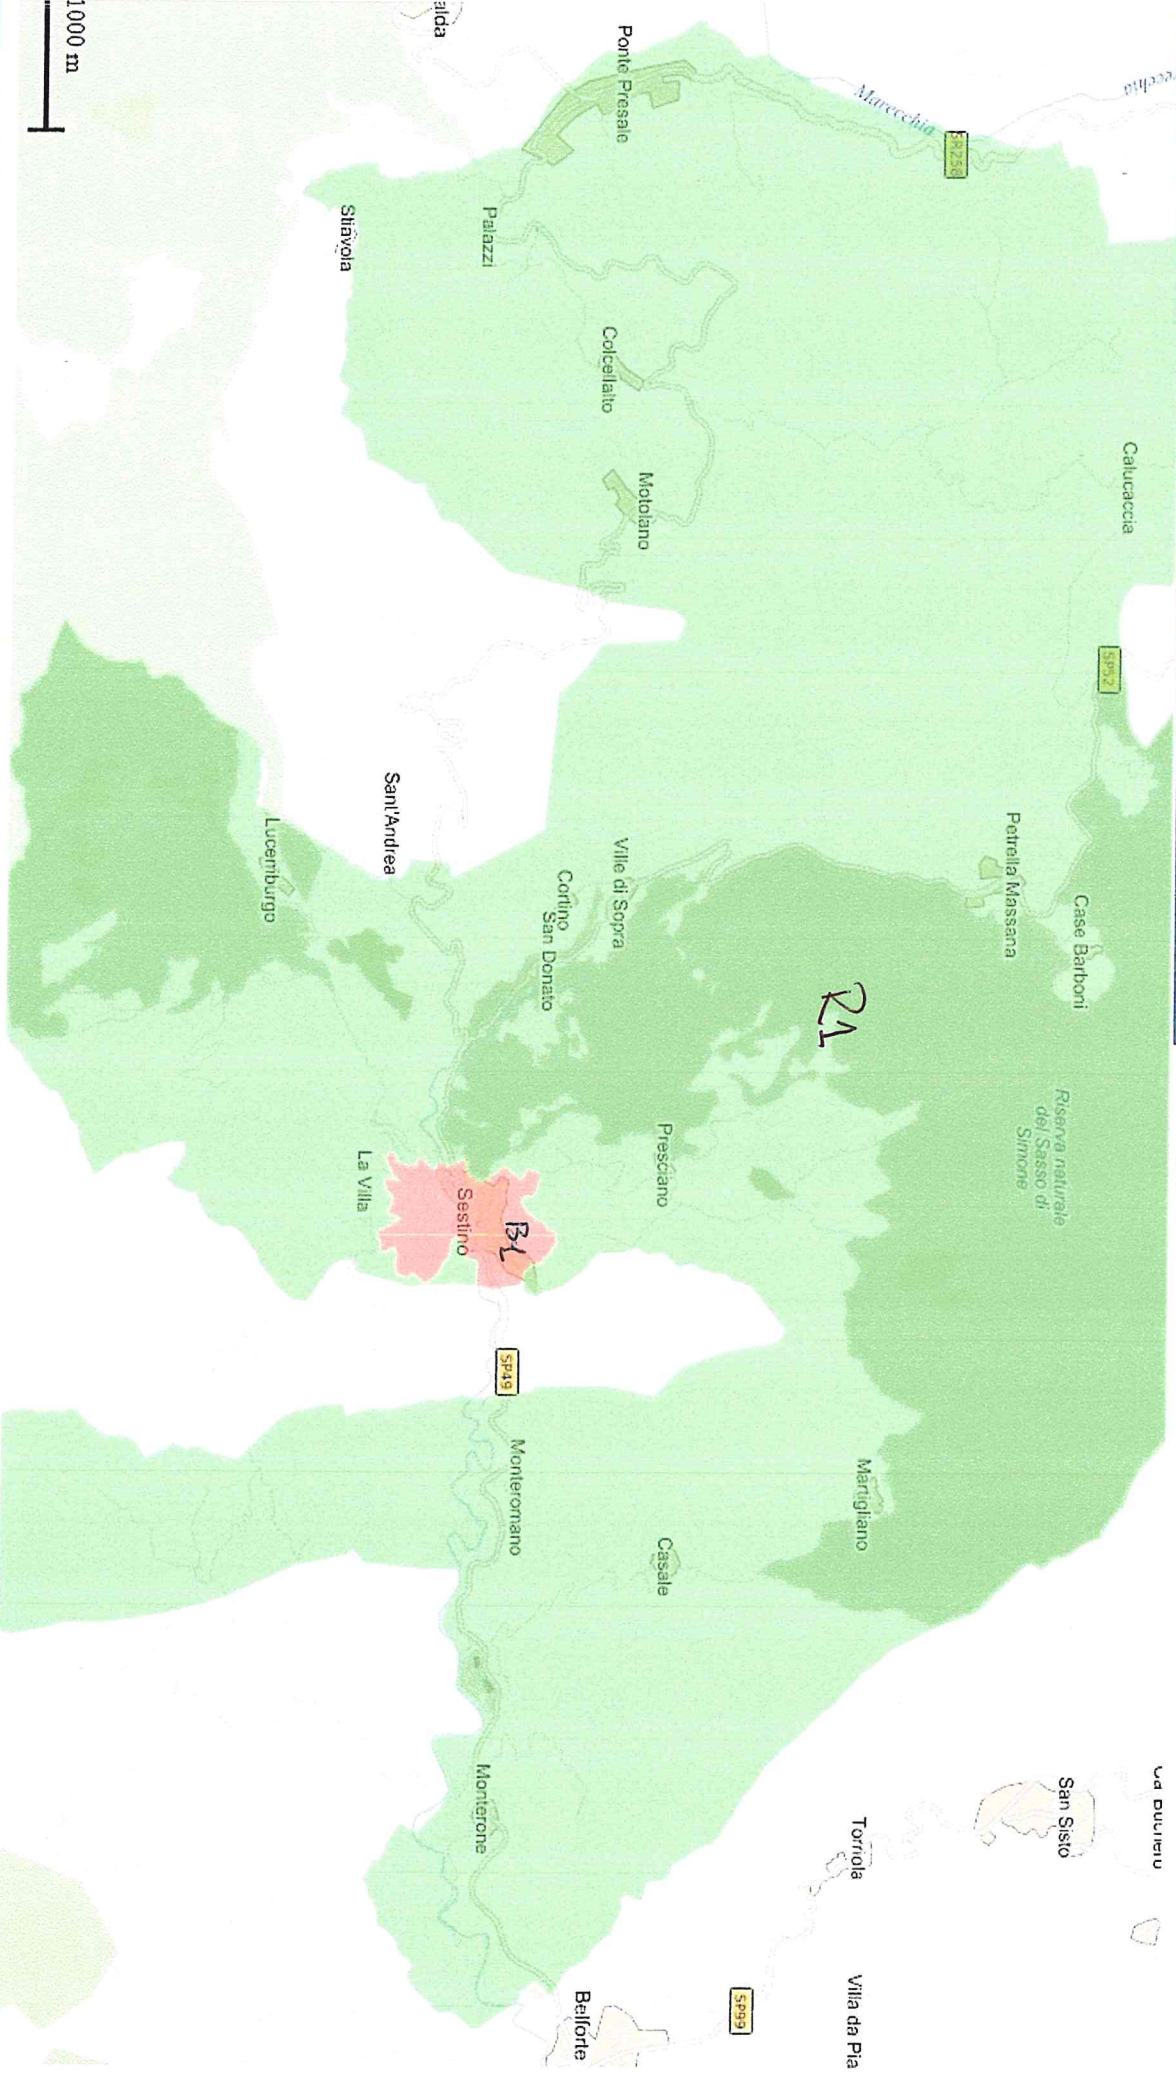 ecchia
SR258
Marecchia
Ponte Presale
alda
1000 m
Palazzi
Stiavola
Colcellalto
Motolano
Calucaccia
SP52
Sant'Andrea
Lucemburgo
Ville di Sopra
Cortino
San Donato
Petrella Massana
Case Barboni
R1
Riserva naturale
del Sasso di
Simone
Presciano
La Villa
Sestino
B1
SP49
Monteromano
Martigliano
Casale
Monterone
San Sisto
Torriola
Villa da Pia
SP99
Belforte